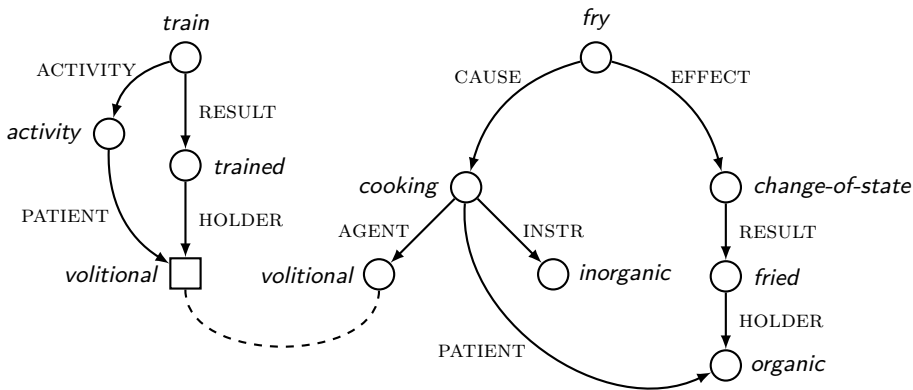 train
fry
ACTIVITY
CAUSE
EFFECT
RESULT
activity
trained
cooking
change-of-state
PATIENT
HOLDER
AGENT
INSTR
RESULT
volitional
volitional
inorganic
fried
HOLDER
PATIENT
organic